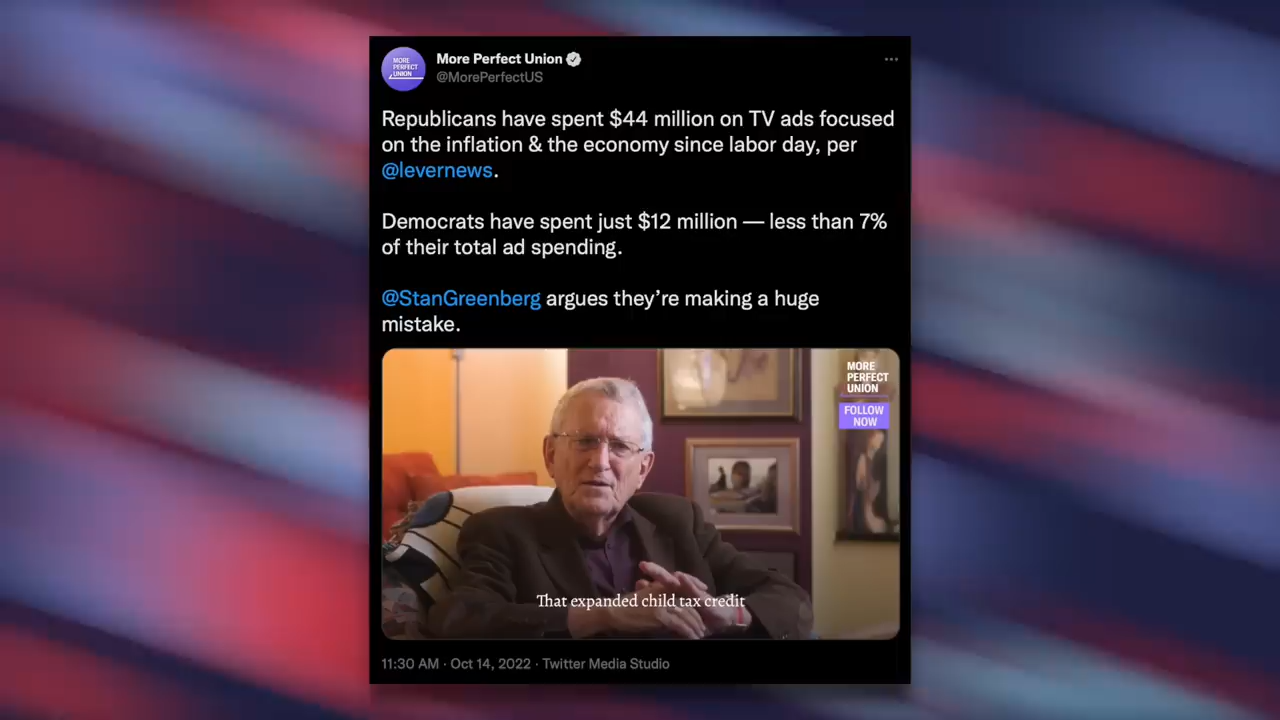 MORE
PERFECT
UNION
More Perfect Union
@MorePerfectUS
Republicans have spent $44 million on TV ads focused
on the inflation & the economy since labor day, per
@levernews.
Democrats have spent just $12 million — less than 7%
of their total ad spending.
@StanGreenberg argues they’re making a huge
mistake.
MORE
PERFECT
UNION
FOLLOW
NOW
That expanded child tax credit
11:30 AM · Oct 14, 2022 · Twitter Media Studio